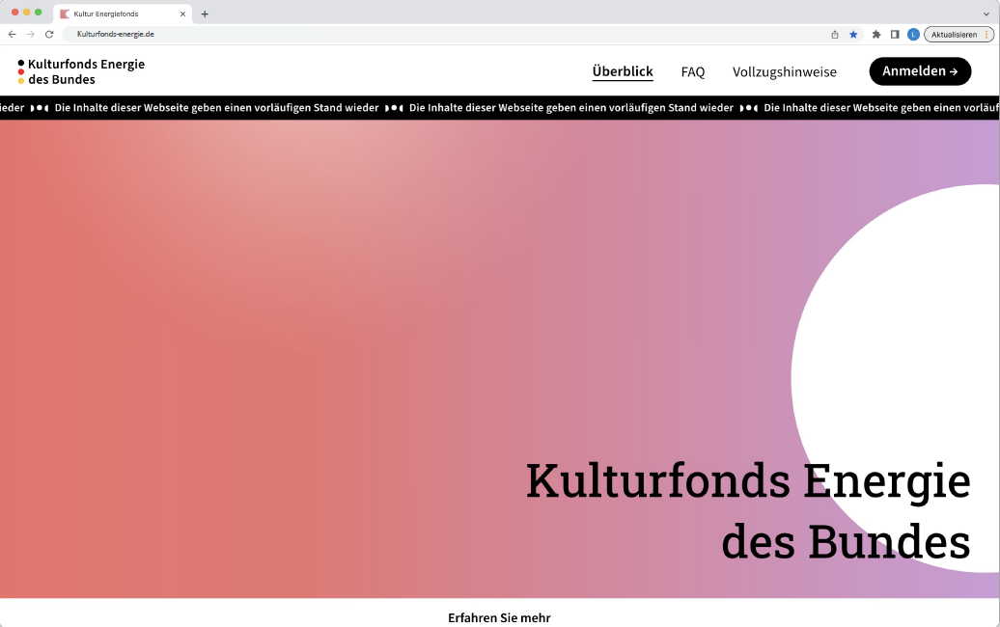 Kultur Energiefonds
Kulturfonds-energie.de
L
Aktualisieren
Kulturfonds Energie
des Bundes
Überblick
FAQ
Vollzugshinweise
Anmelden →
ieder Die Inhalte dieser Webseite geben einen vorläufigen Stand wieder Die Inhalte dieser Webseite geben einen vorläufigen Stand wieder Die Inhalte dieser Webseite geben einen vorläuf
Kulturfonds Energie
des Bundes
Erfahren Sie mehr